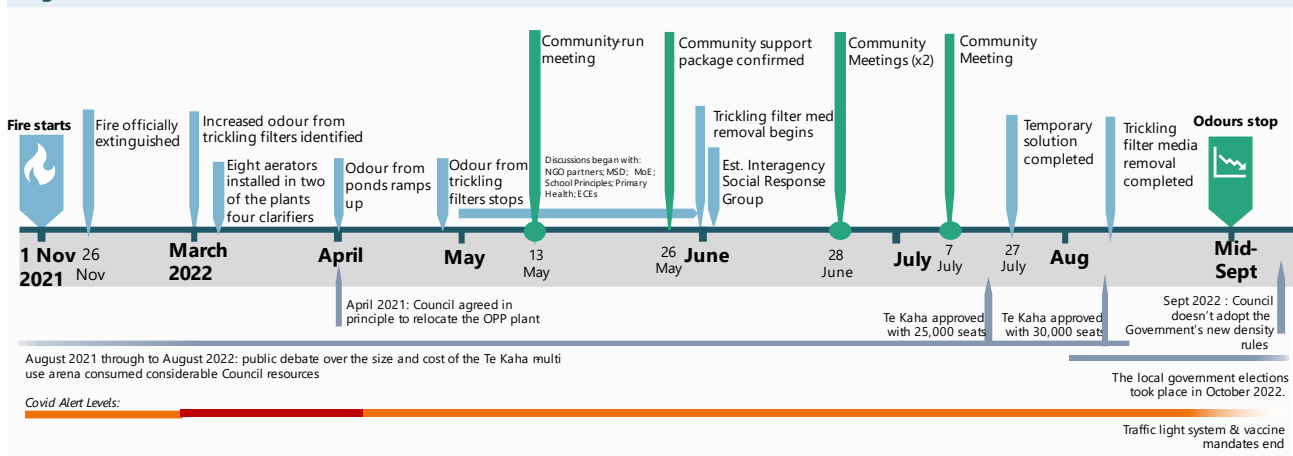 Community-run
meeting
Community support
package confirmed
Community
Meetings (x2)
Community
Meeting
Fire starts
Fire officially
extinguished
Increased odour from
trickling filters identified
Eight aerators
installed in two
of the plants
four clarifiers
Odour from
ponds ramps
up
Odour from
trickling
filters stops
Discussions began with:
NGO partners; MSD; MoE;
School Principles; Primary
Health; ECEs
Trickling filter med
removal begins
Est. Interagency
Social Response
Group
Temporary
solution
completed
Trickling
filter media
removal
completed
Odours stop
1 Nov
2021
26
Nov
March
2022
April
May
13
May
26
May
June
28
June
July
7
July
27
July
Aug
Mid-
Sept
April 2021: Council agreed in
principle to relocate the OPP plant
Te Kaha approved
with 25,000 seats
Te Kaha approved
with 30,000 seats
Sept 2022 : Council
doesn't adopt the
Government's new density
rules
August 2021 through to August 2022: public debate over the size and cost of the Te Kaha multi
use arena consumed considerable Council resources
The local government elections
took place in October 2022.
Covid Alert Levels:
Traffic light system & vaccine
mandates end